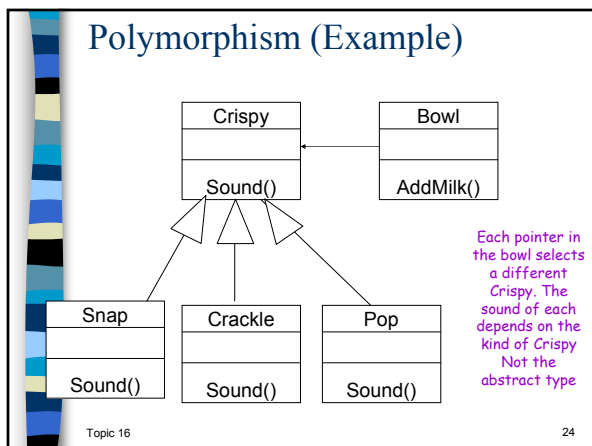 Polymorphism (Example)
Crispy
Sound()
Bowl
AddMilk()
Each pointer in
the bowl selects
a different
Crispy. The
sound of each
depends on the
kind of Crispy
Not the
abstract type
Snap
Sound()
Crackle
Sound()
Pop
Sound()
Topic 16
24